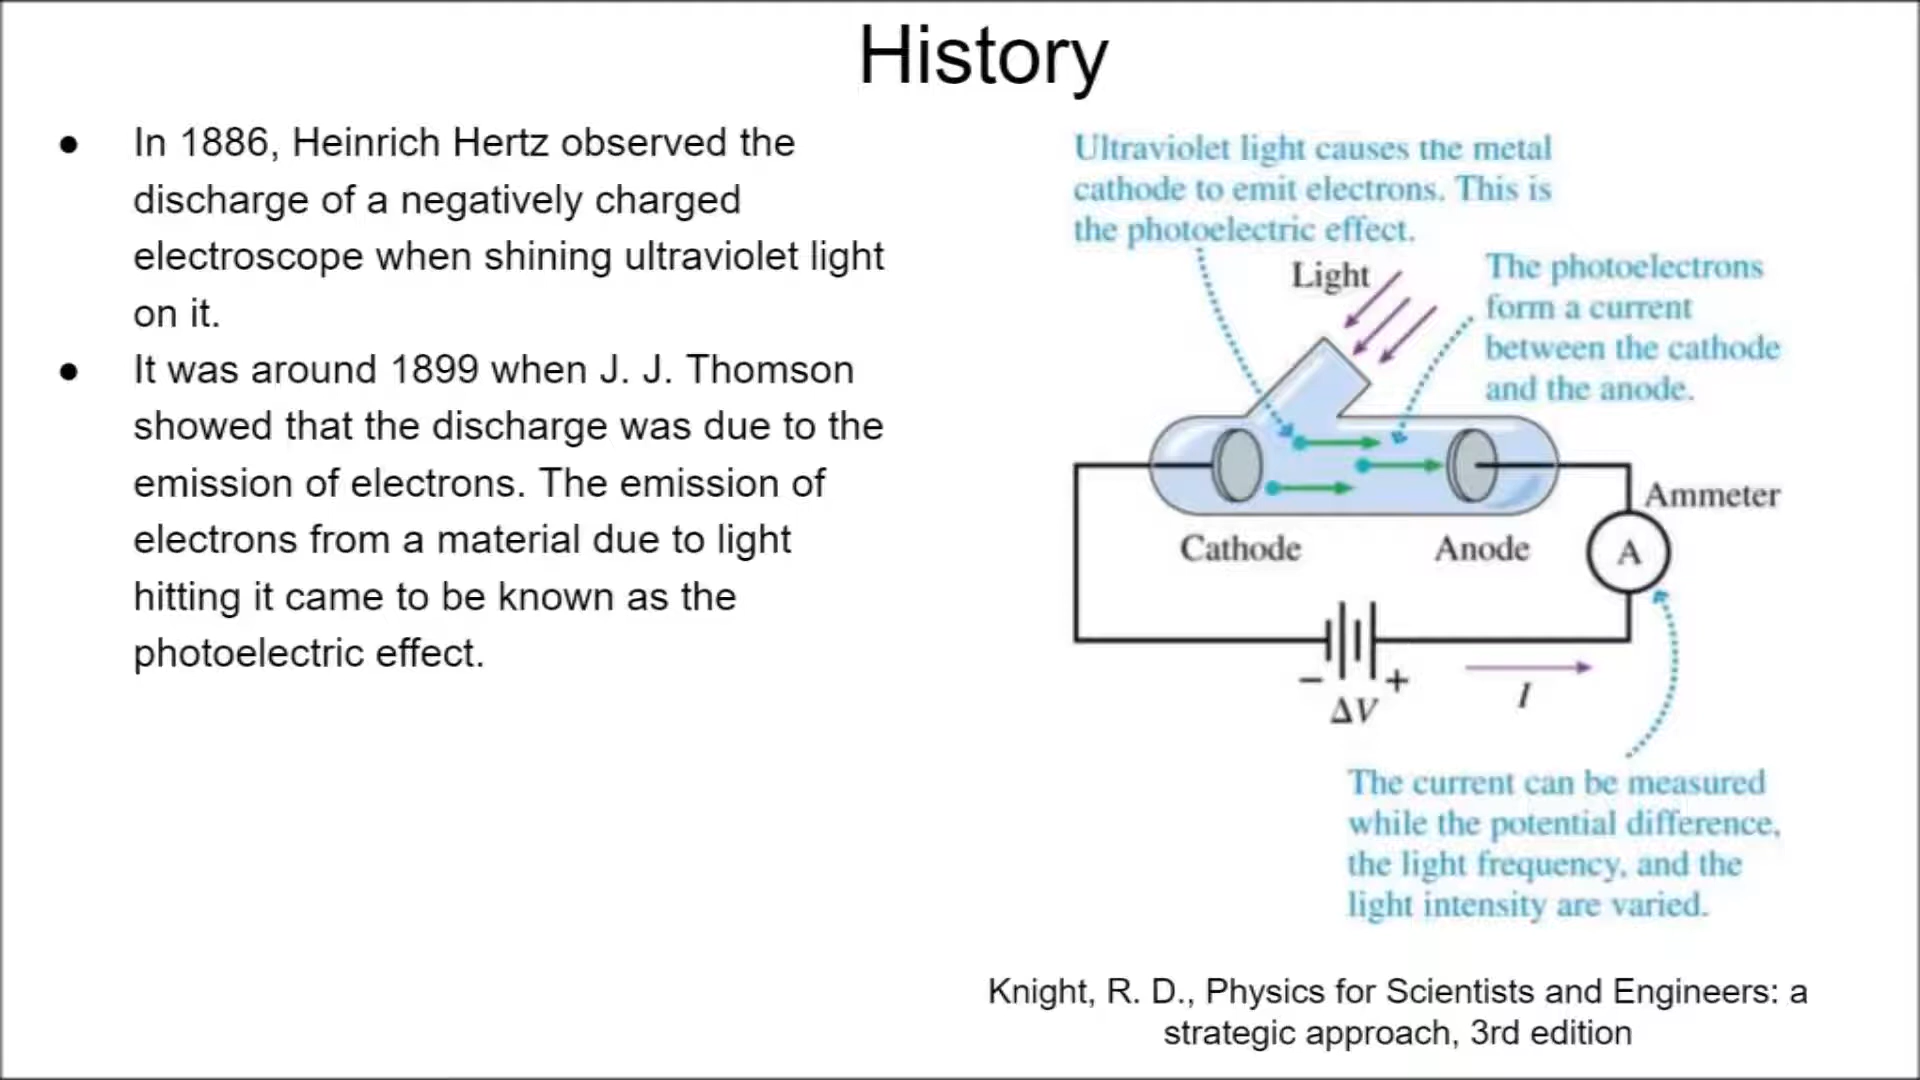 History
● In 1886, Heinrich Hertz observed the
discharge of a negatively charged
electroscope when shining ultraviolet light
on it.
● It was around 1899 when J. J. Thomson
showed that the discharge was due to the
emission of electrons. The emission of
electrons from a material due to light
hitting it came to be known as the
photoelectric effect.
Ultraviolet light causes the metal
cathode to emit electrons. This is
the photoelectric effect.
Light
The photoelectrons
form a current
between the cathode
and the anode.
Cathode
Anode
Ammeter
A
− +
ΔV
I
The current can be measured
while the potential difference,
the light frequency, and the
light intensity are varied.
Knight, R. D., Physics for Scientists and Engineers: a
strategic approach, 3rd edition